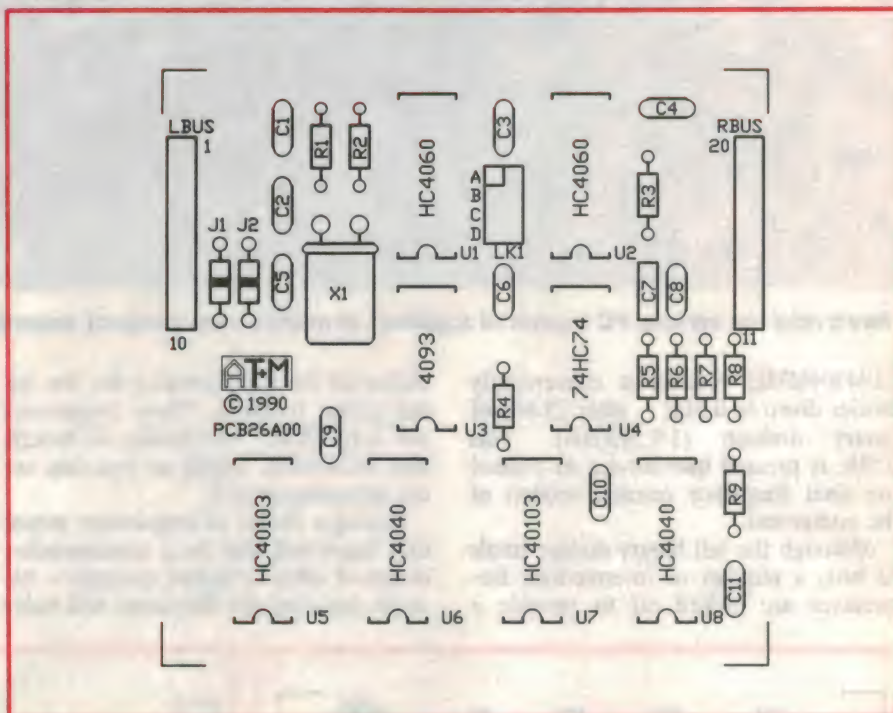 C4
LBUS
RBUS
1
20
C1
R1
R2
HC4060
C3
HC4060
A
B
C
D
R3
C2
J1
J2
U1
LK1
U2
C5
X1
C6
C7
C8
10
11
4093
74HC74
AT+M
© 1990
PCB26A00
R4
R5
R6
R7
R8
U3
U4
C9
HC40103
HC4040
HC40103
C10
HC4040
R9
C11
U5
U6
U7
U8